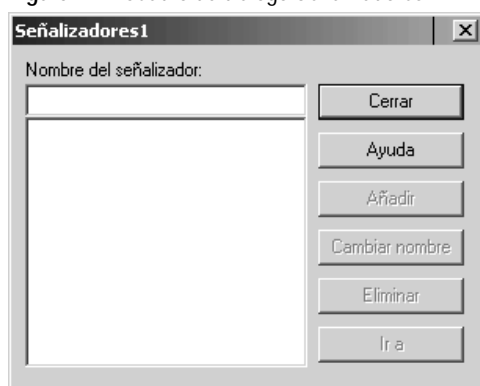 Señalizadores1
Nombre del señalizador:
Cerrar
Ayuda
Añadir
Cambiar nombre
Eliminar
Ir a